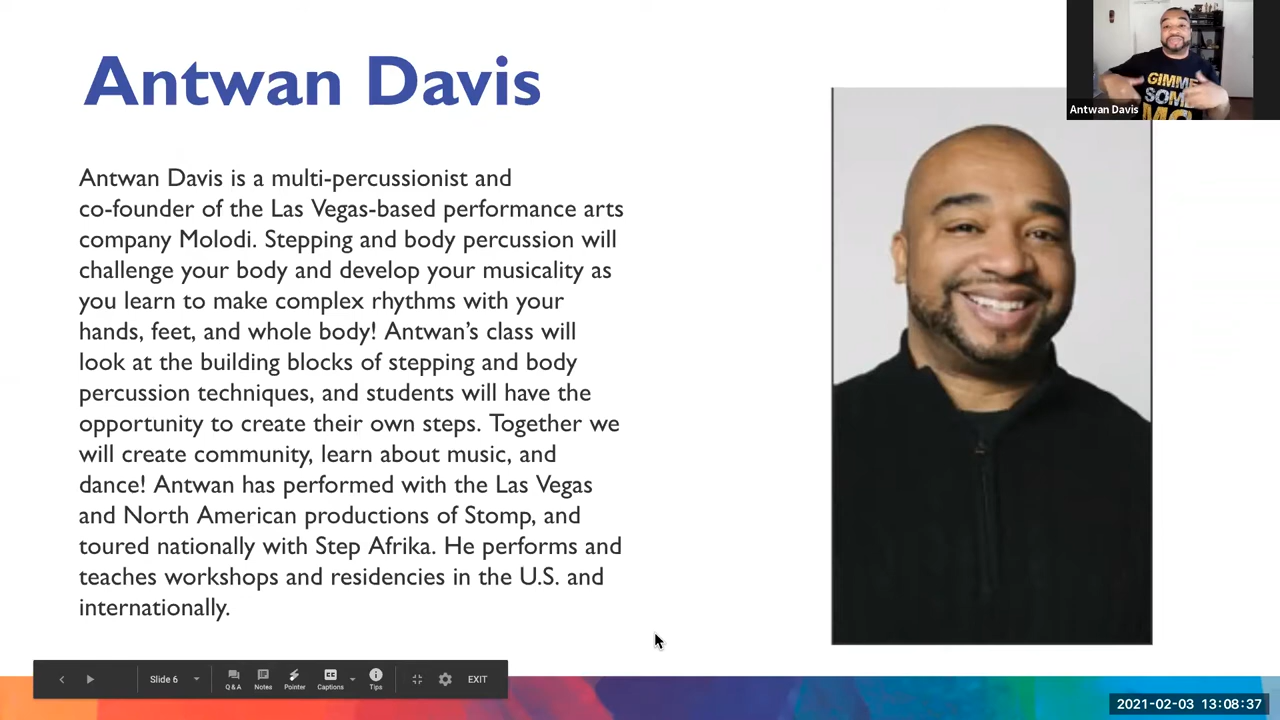 Antwan Davis
GIMME
SOME
MO
Antwan Davis
Antwan Davis is a multi-percussionist and
co-founder of the Las Vegas-based performance arts
company Molodi. Stepping and body percussion will
challenge your body and develop your musicality as
you learn to make complex rhythms with your
hands, feet, and whole body! Antwan’s class will
look at the building blocks of stepping and body
percussion techniques, and students will have the
opportunity to create their own steps. Together we
will create community, learn about music, and
dance! Antwan has performed with the Las Vegas
and North American productions of Stomp, and
toured nationally with Step Afrika. He performs and
teaches workshops and residencies in the U.S. and
internationally.
Slide 6
Q&A
Notes
Pointer
Captions
Tips
EXIT
2021-02-03 13:08:37